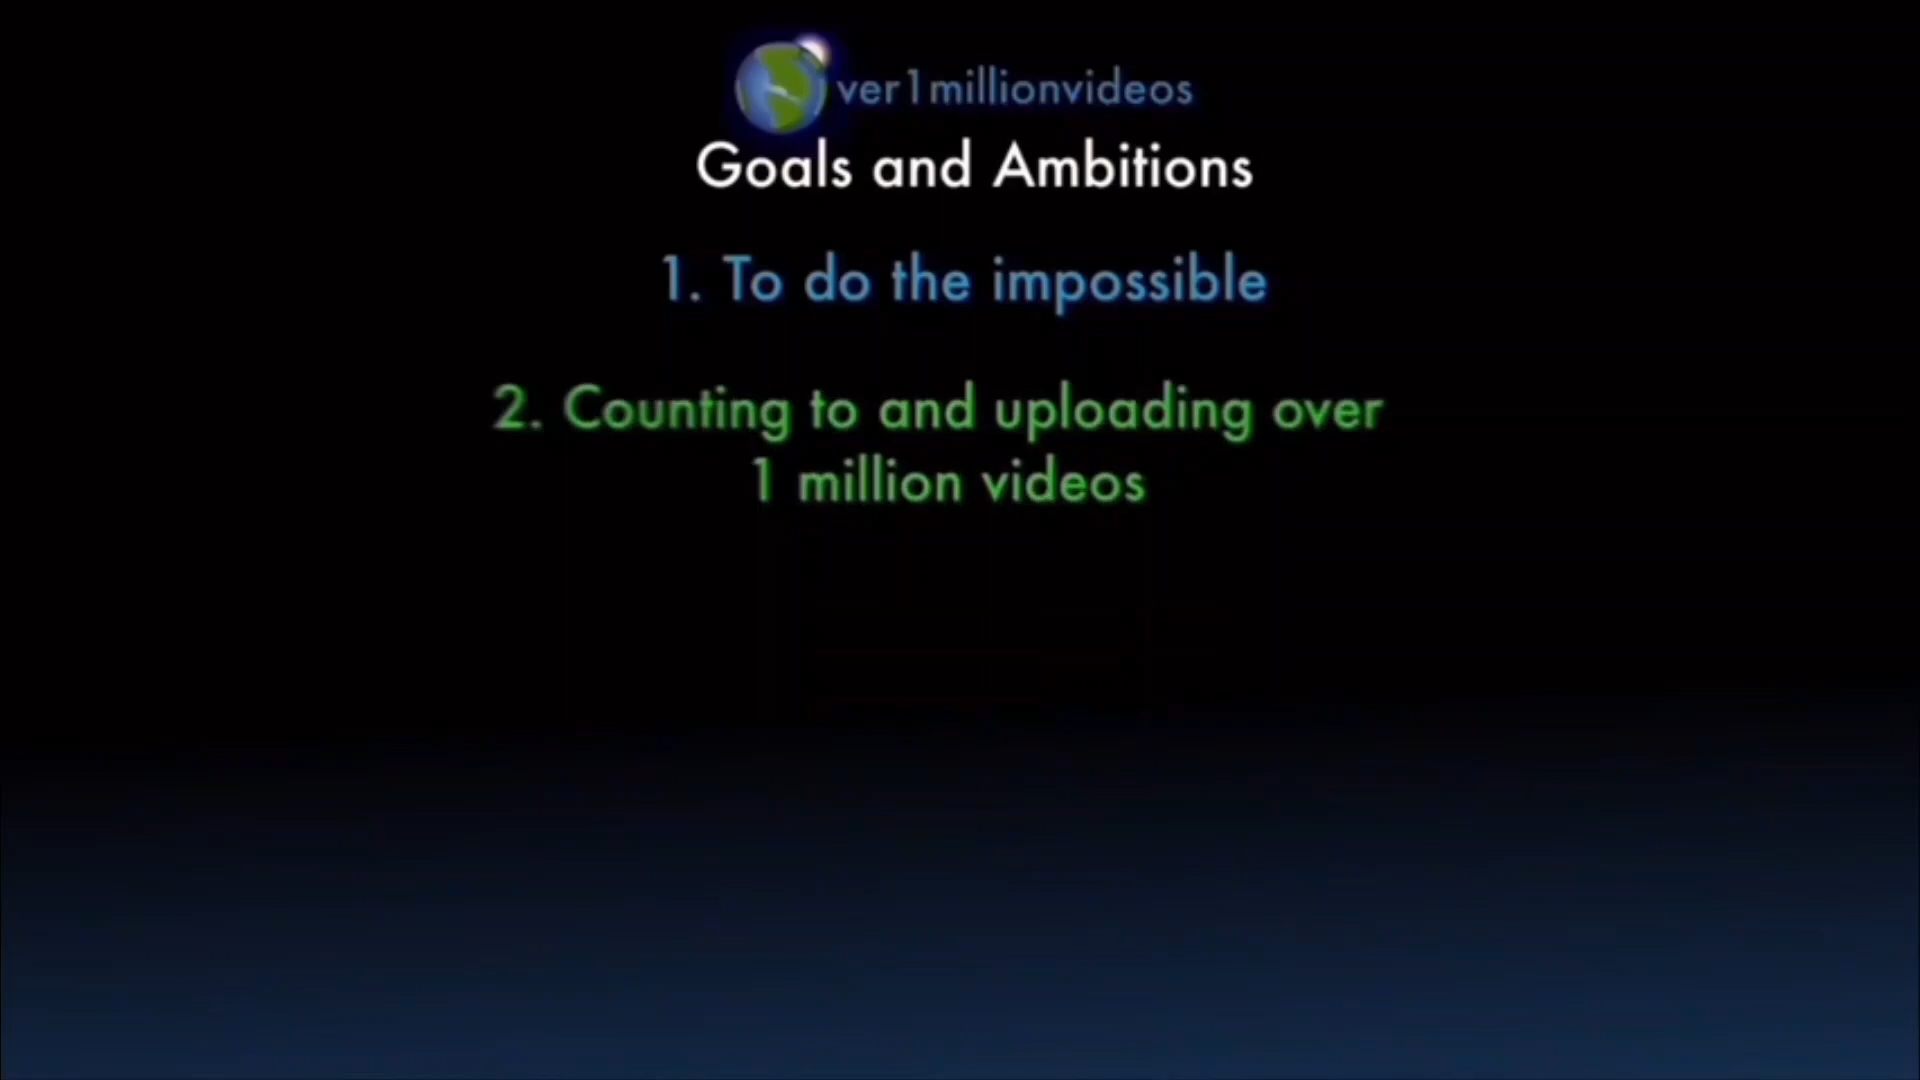 ver1millionvideos
Goals and Ambitions
1. To do the impossible
2. Counting to and uploading over
1 million videos